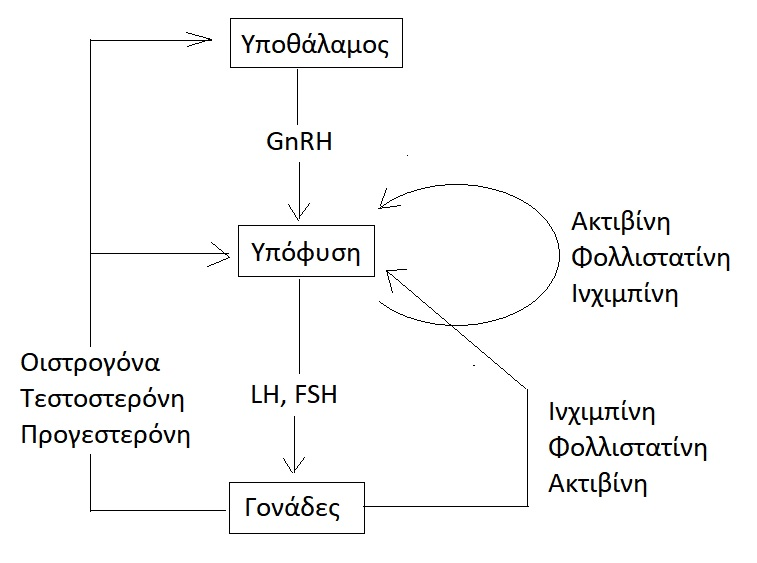 Υποθάλαμος
GnRH
Υπόφυση
Ακτιβίνη
Φολλιστατίνη
Ινχιμπίνη
Οιστρογόνα
Τεστοστερόνη
Προγεστερόνη
LH, FSH
Ινχιμπίνη
Φολλιστατίνη
Ακτιβίνη
Γονάδες